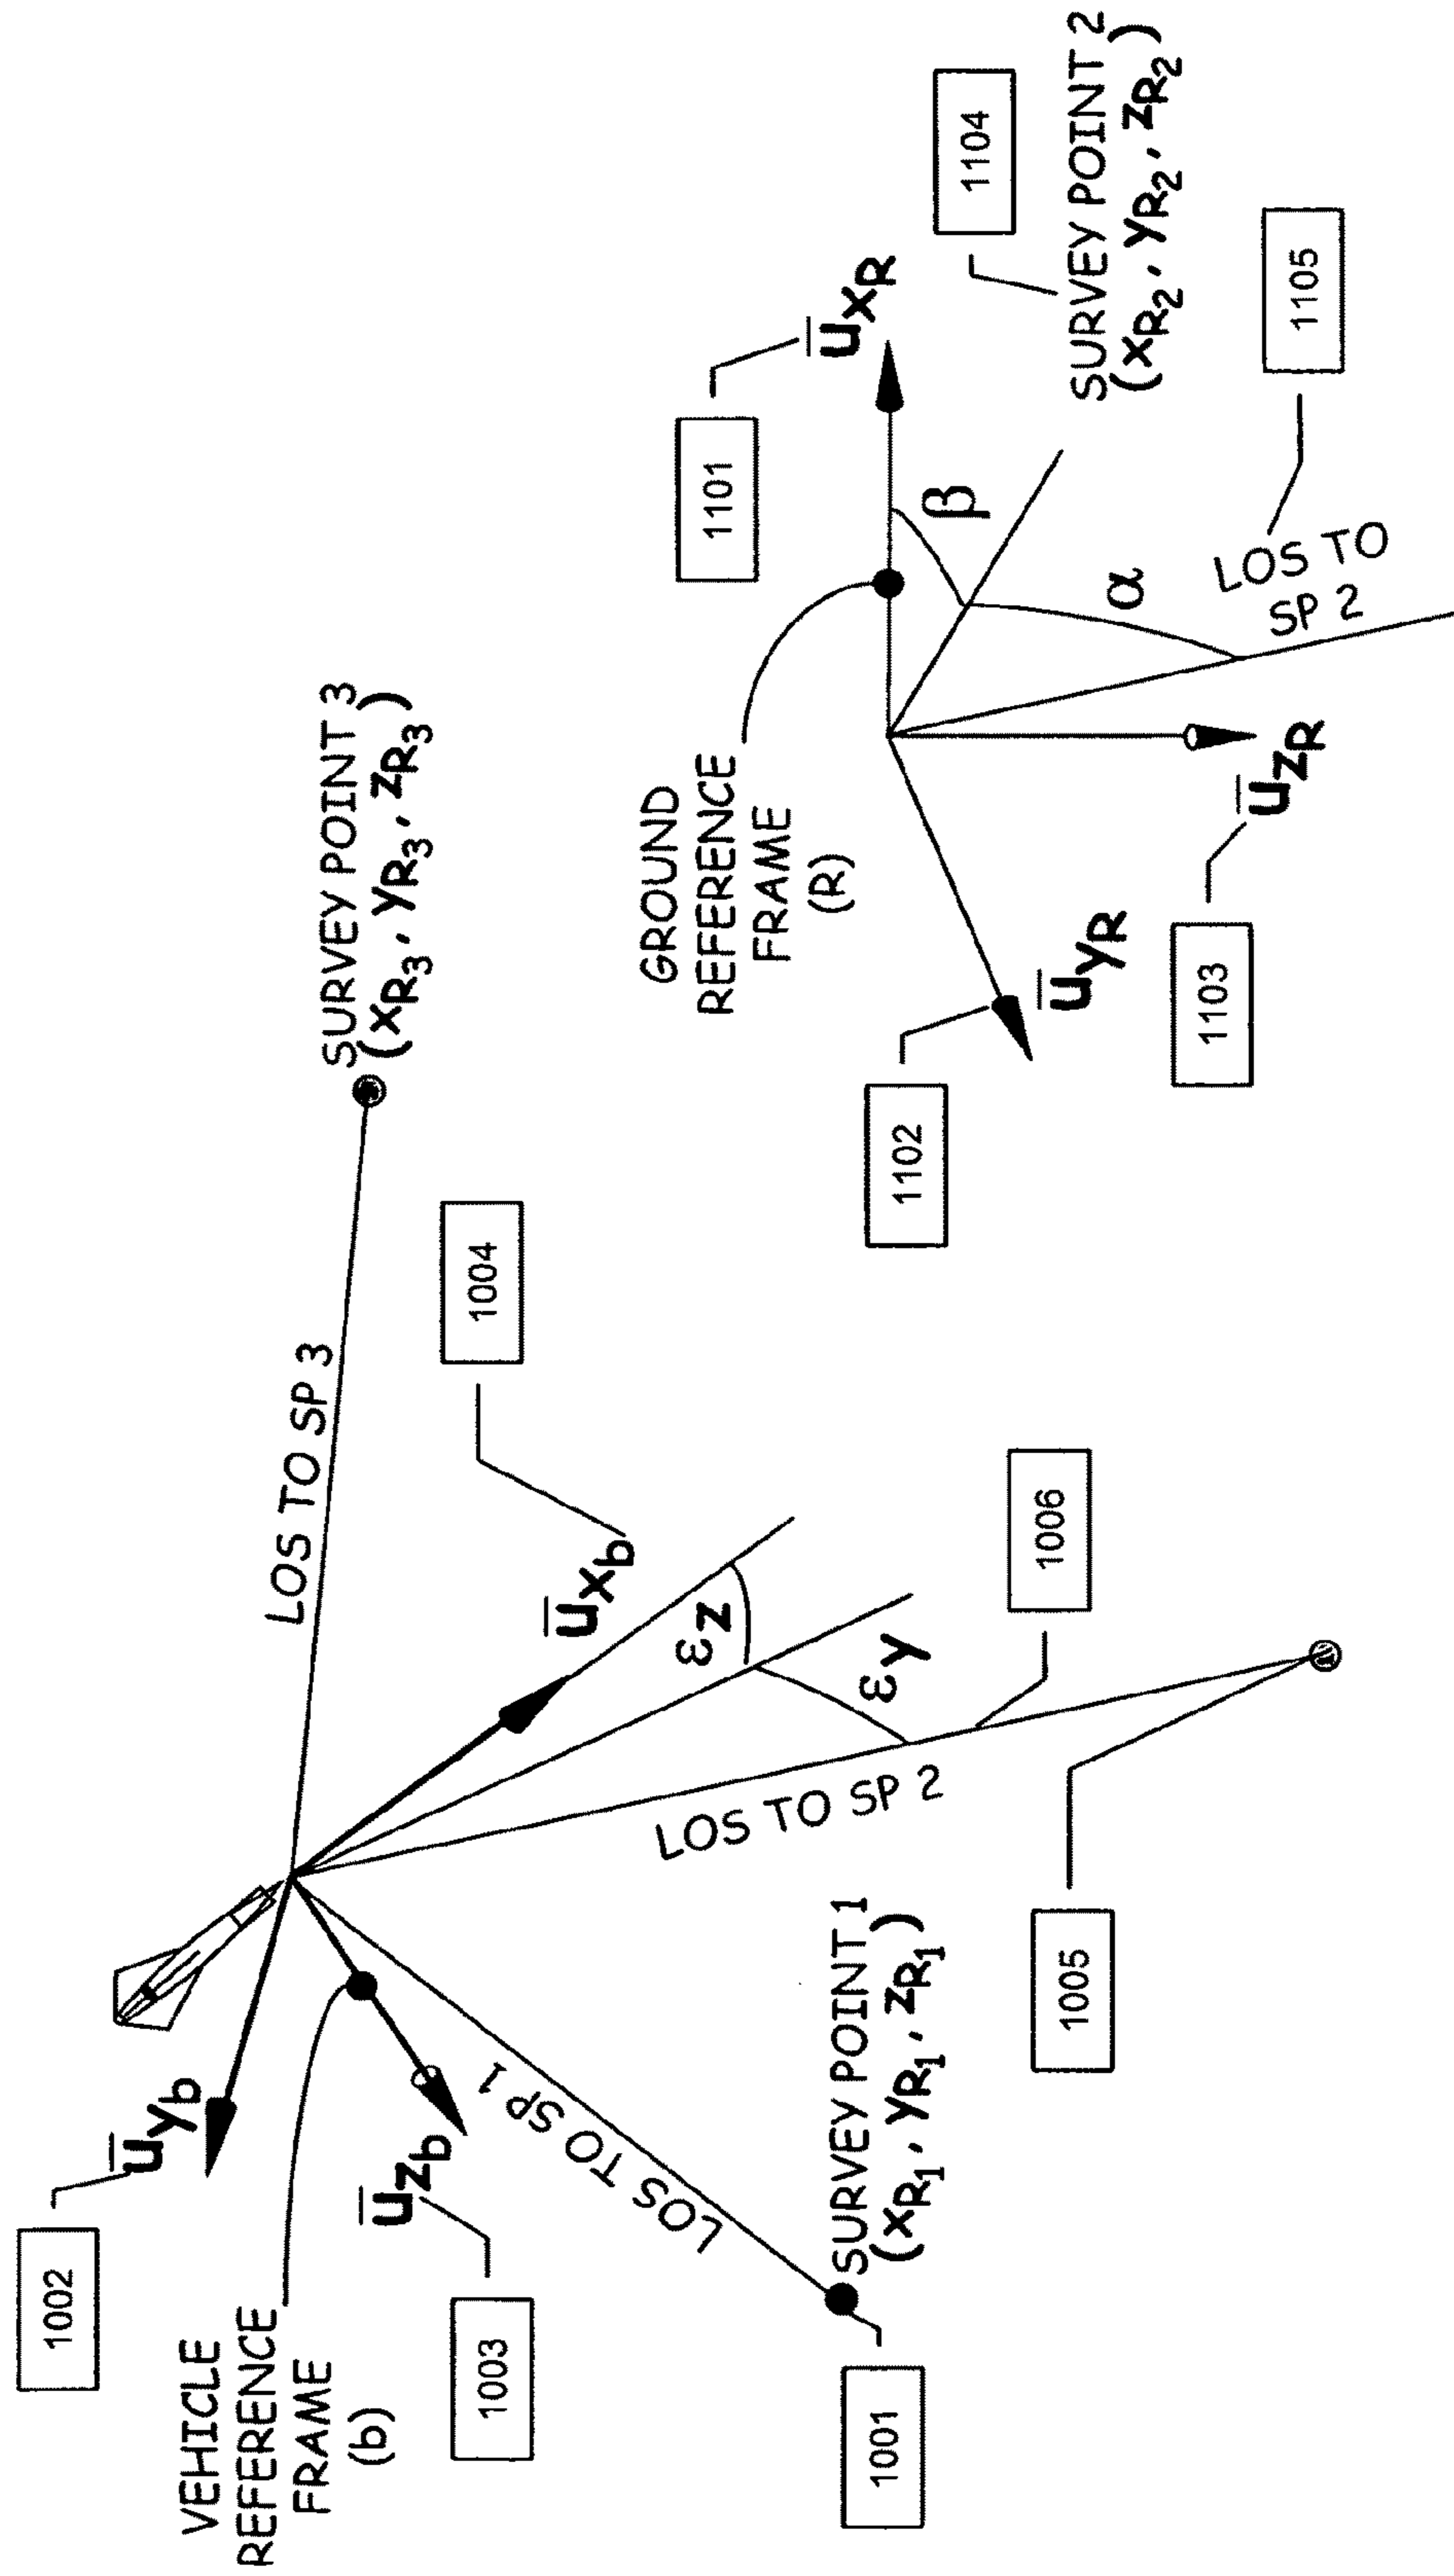 1002
ū_yb
VEHICLE
REFERENCE
FRAME
(b)
1003
ū_zb
LOS TO SP 1
1001
SURVEY POINT 1
(x_R1, y_R1, z_R1)
LOS TO SP 3
SURVEY POINT 3
(x_R3, y_R3, z_R3)
1004
ū_xb
εz
εy
LOS TO SP 2
1006
1005
GROUND
REFERENCE
FRAME
(R)
1101
ū_xR
β
α
1102
ū_yR
1103
ū_zR
1104
SURVEY POINT 2
(x_R2, y_R2, z_R2)
1105
LOS TO
SP 2